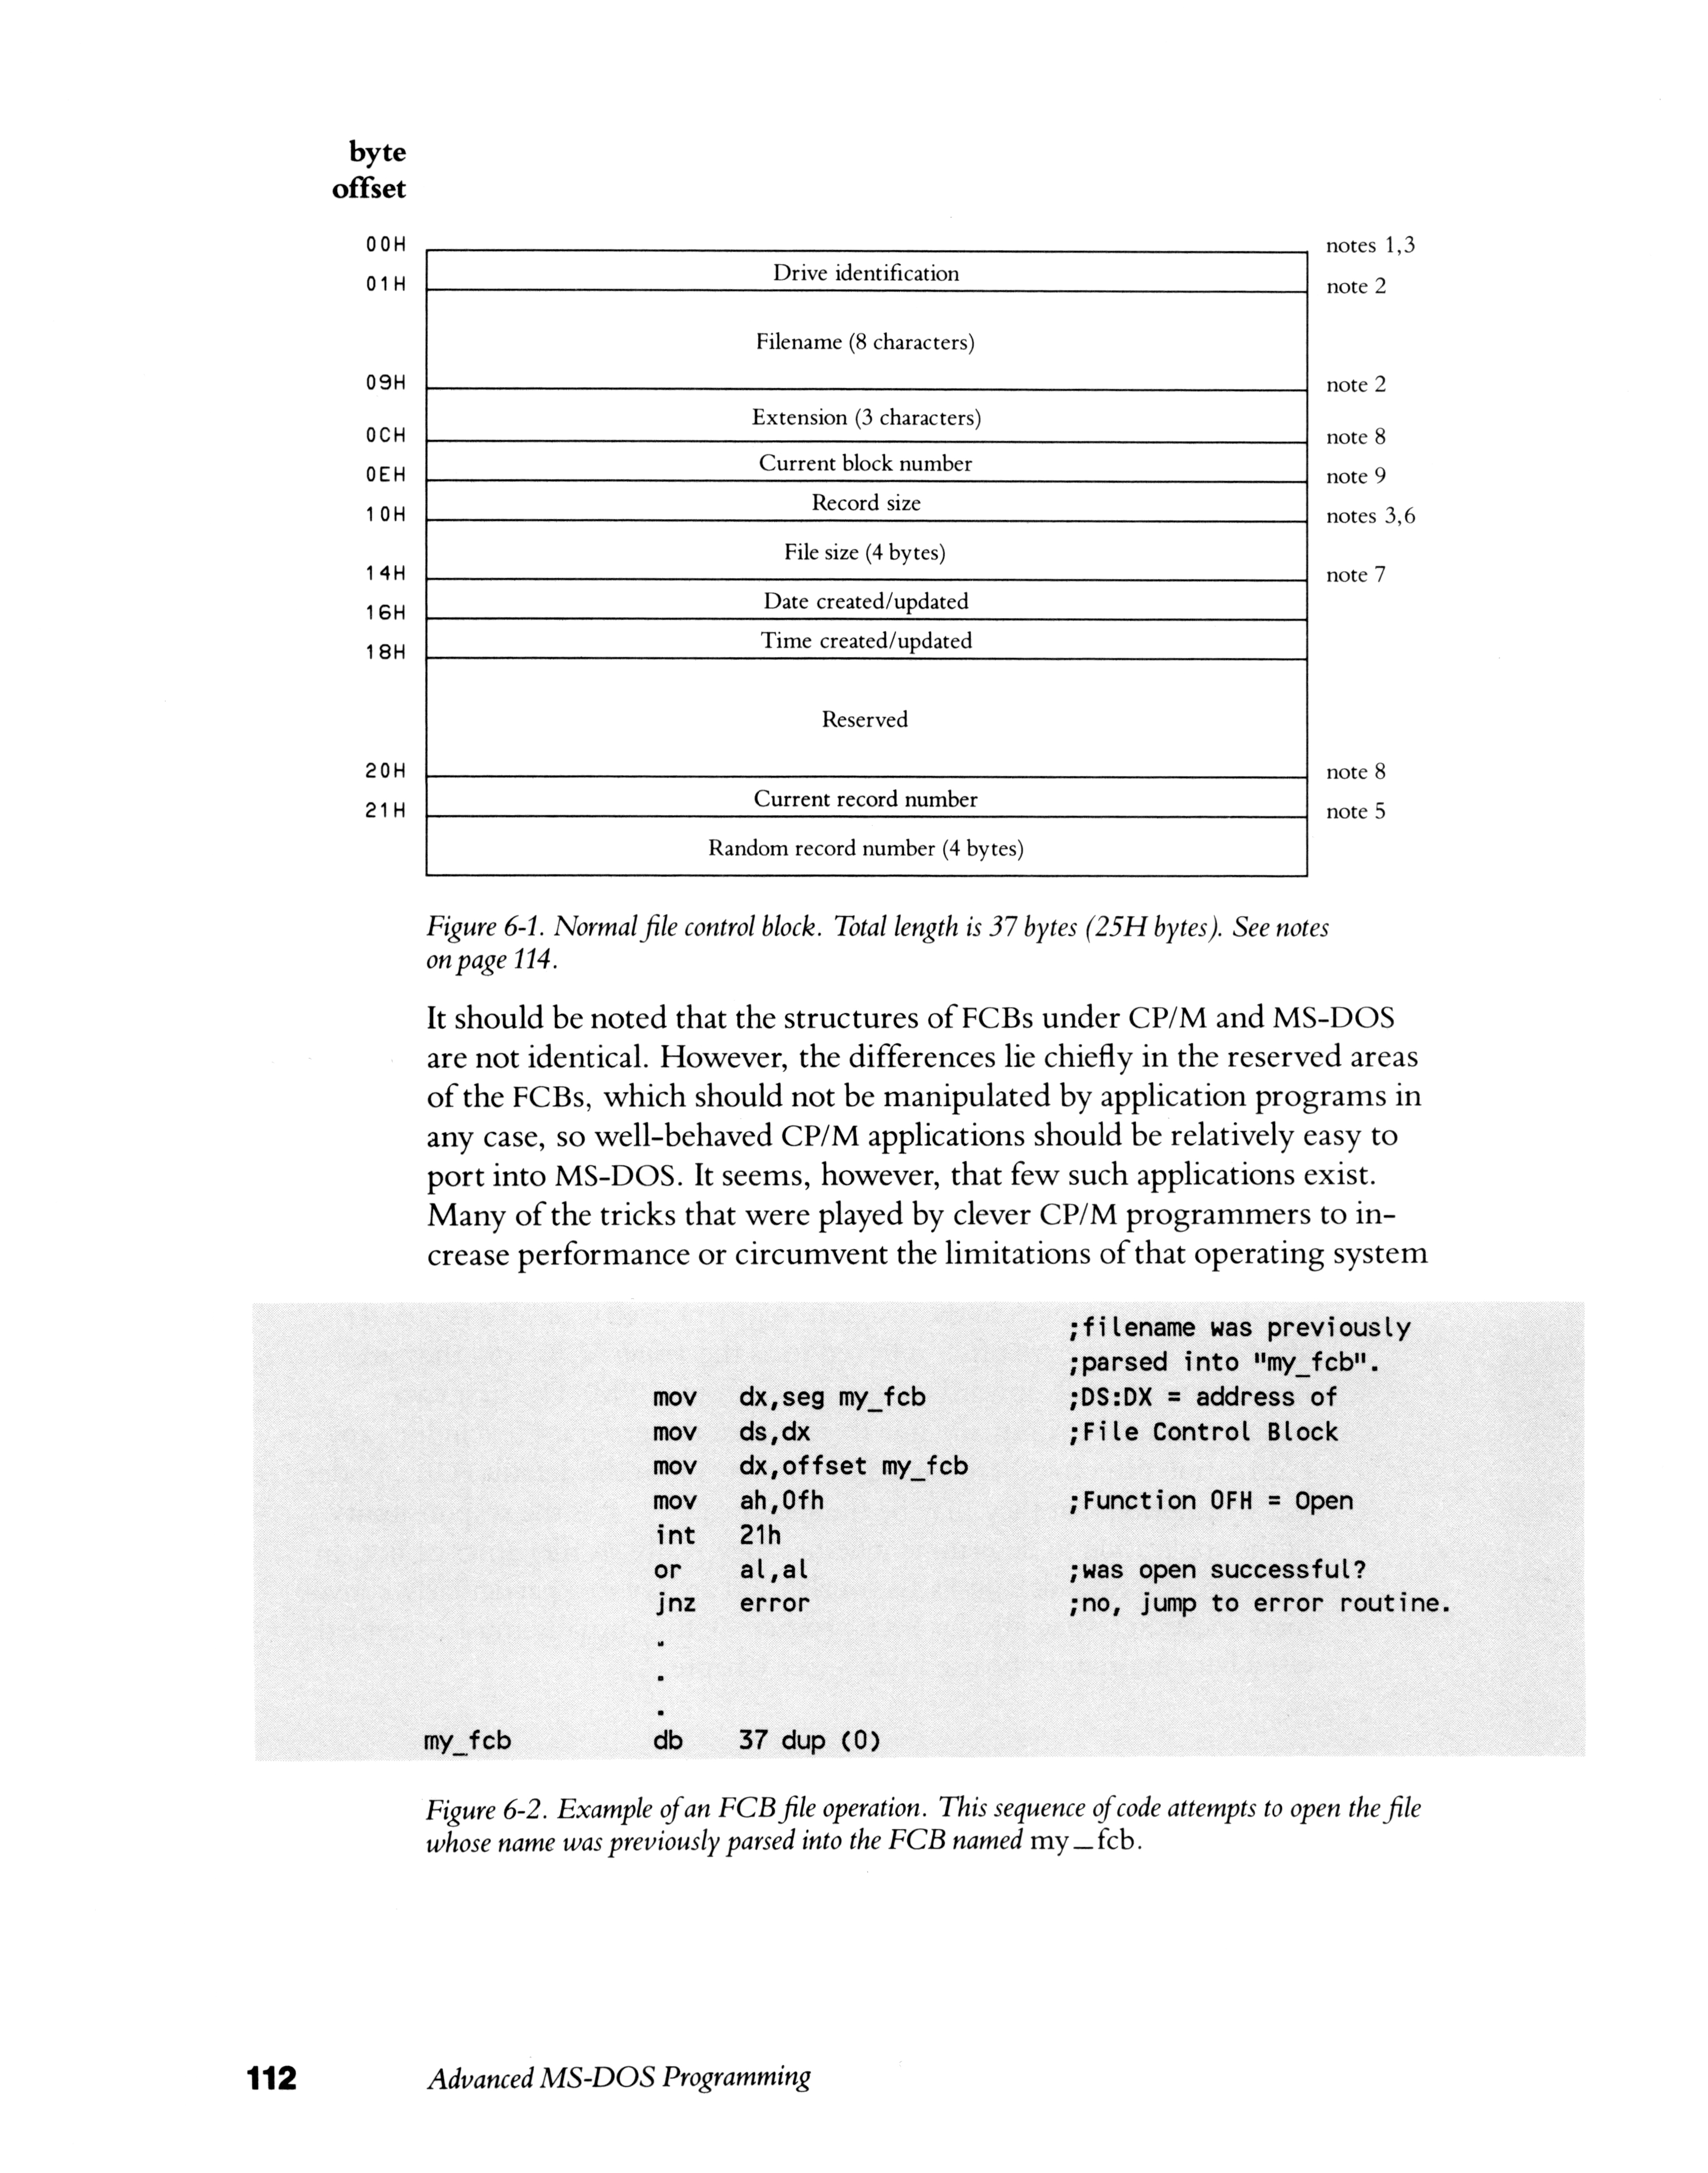 byte
offset
00H notes 1,3
Drive identification
01H note 2
Filename (8 characters)
09H note 2
Extension (3 characters)
0CH note 8
Current block number
0EH note 9
Record size
10H notes 3,6
File size (4 bytes)
14H note 7
Date created/updated
16H
Time created/updated
18H
Reserved
20H note 8
Current record number
21H note 5
Random record number (4 bytes)
Figure 6-1. Normal file control block. Total length is 37 bytes (25H bytes). See notes
on page 114.
It should be noted that the structures of FCBs under CP/M and MS-DOS
are not identical. However, the differences lie chiefly in the reserved areas
of the FCBs, which should not be manipulated by application programs in
any case, so well-behaved CP/M applications should be relatively easy to
port into MS-DOS. It seems, however, that few such applications exist.
Many of the tricks that were played by clever CP/M programmers to in-
crease performance or circumvent the limitations of that operating system
;filename was previously
;parsed into "my_fcb".
mov dx,seg my_fcb ;DS:DX = address of
mov ds,dx ;File Control Block
mov dx,offset my_fcb
mov ah,0fh ;Function 0FH = Open
int 21h
or al,al ;was open successful?
jnz error ;no, jump to error routine.
.
.
.
my_fcb db 37 dup (0)
Figure 6-2. Example of an FCB file operation. This sequence of code attempts to open the file
whose name was previously parsed into the FCB named my_fcb.
112 Advanced MS-DOS Programming